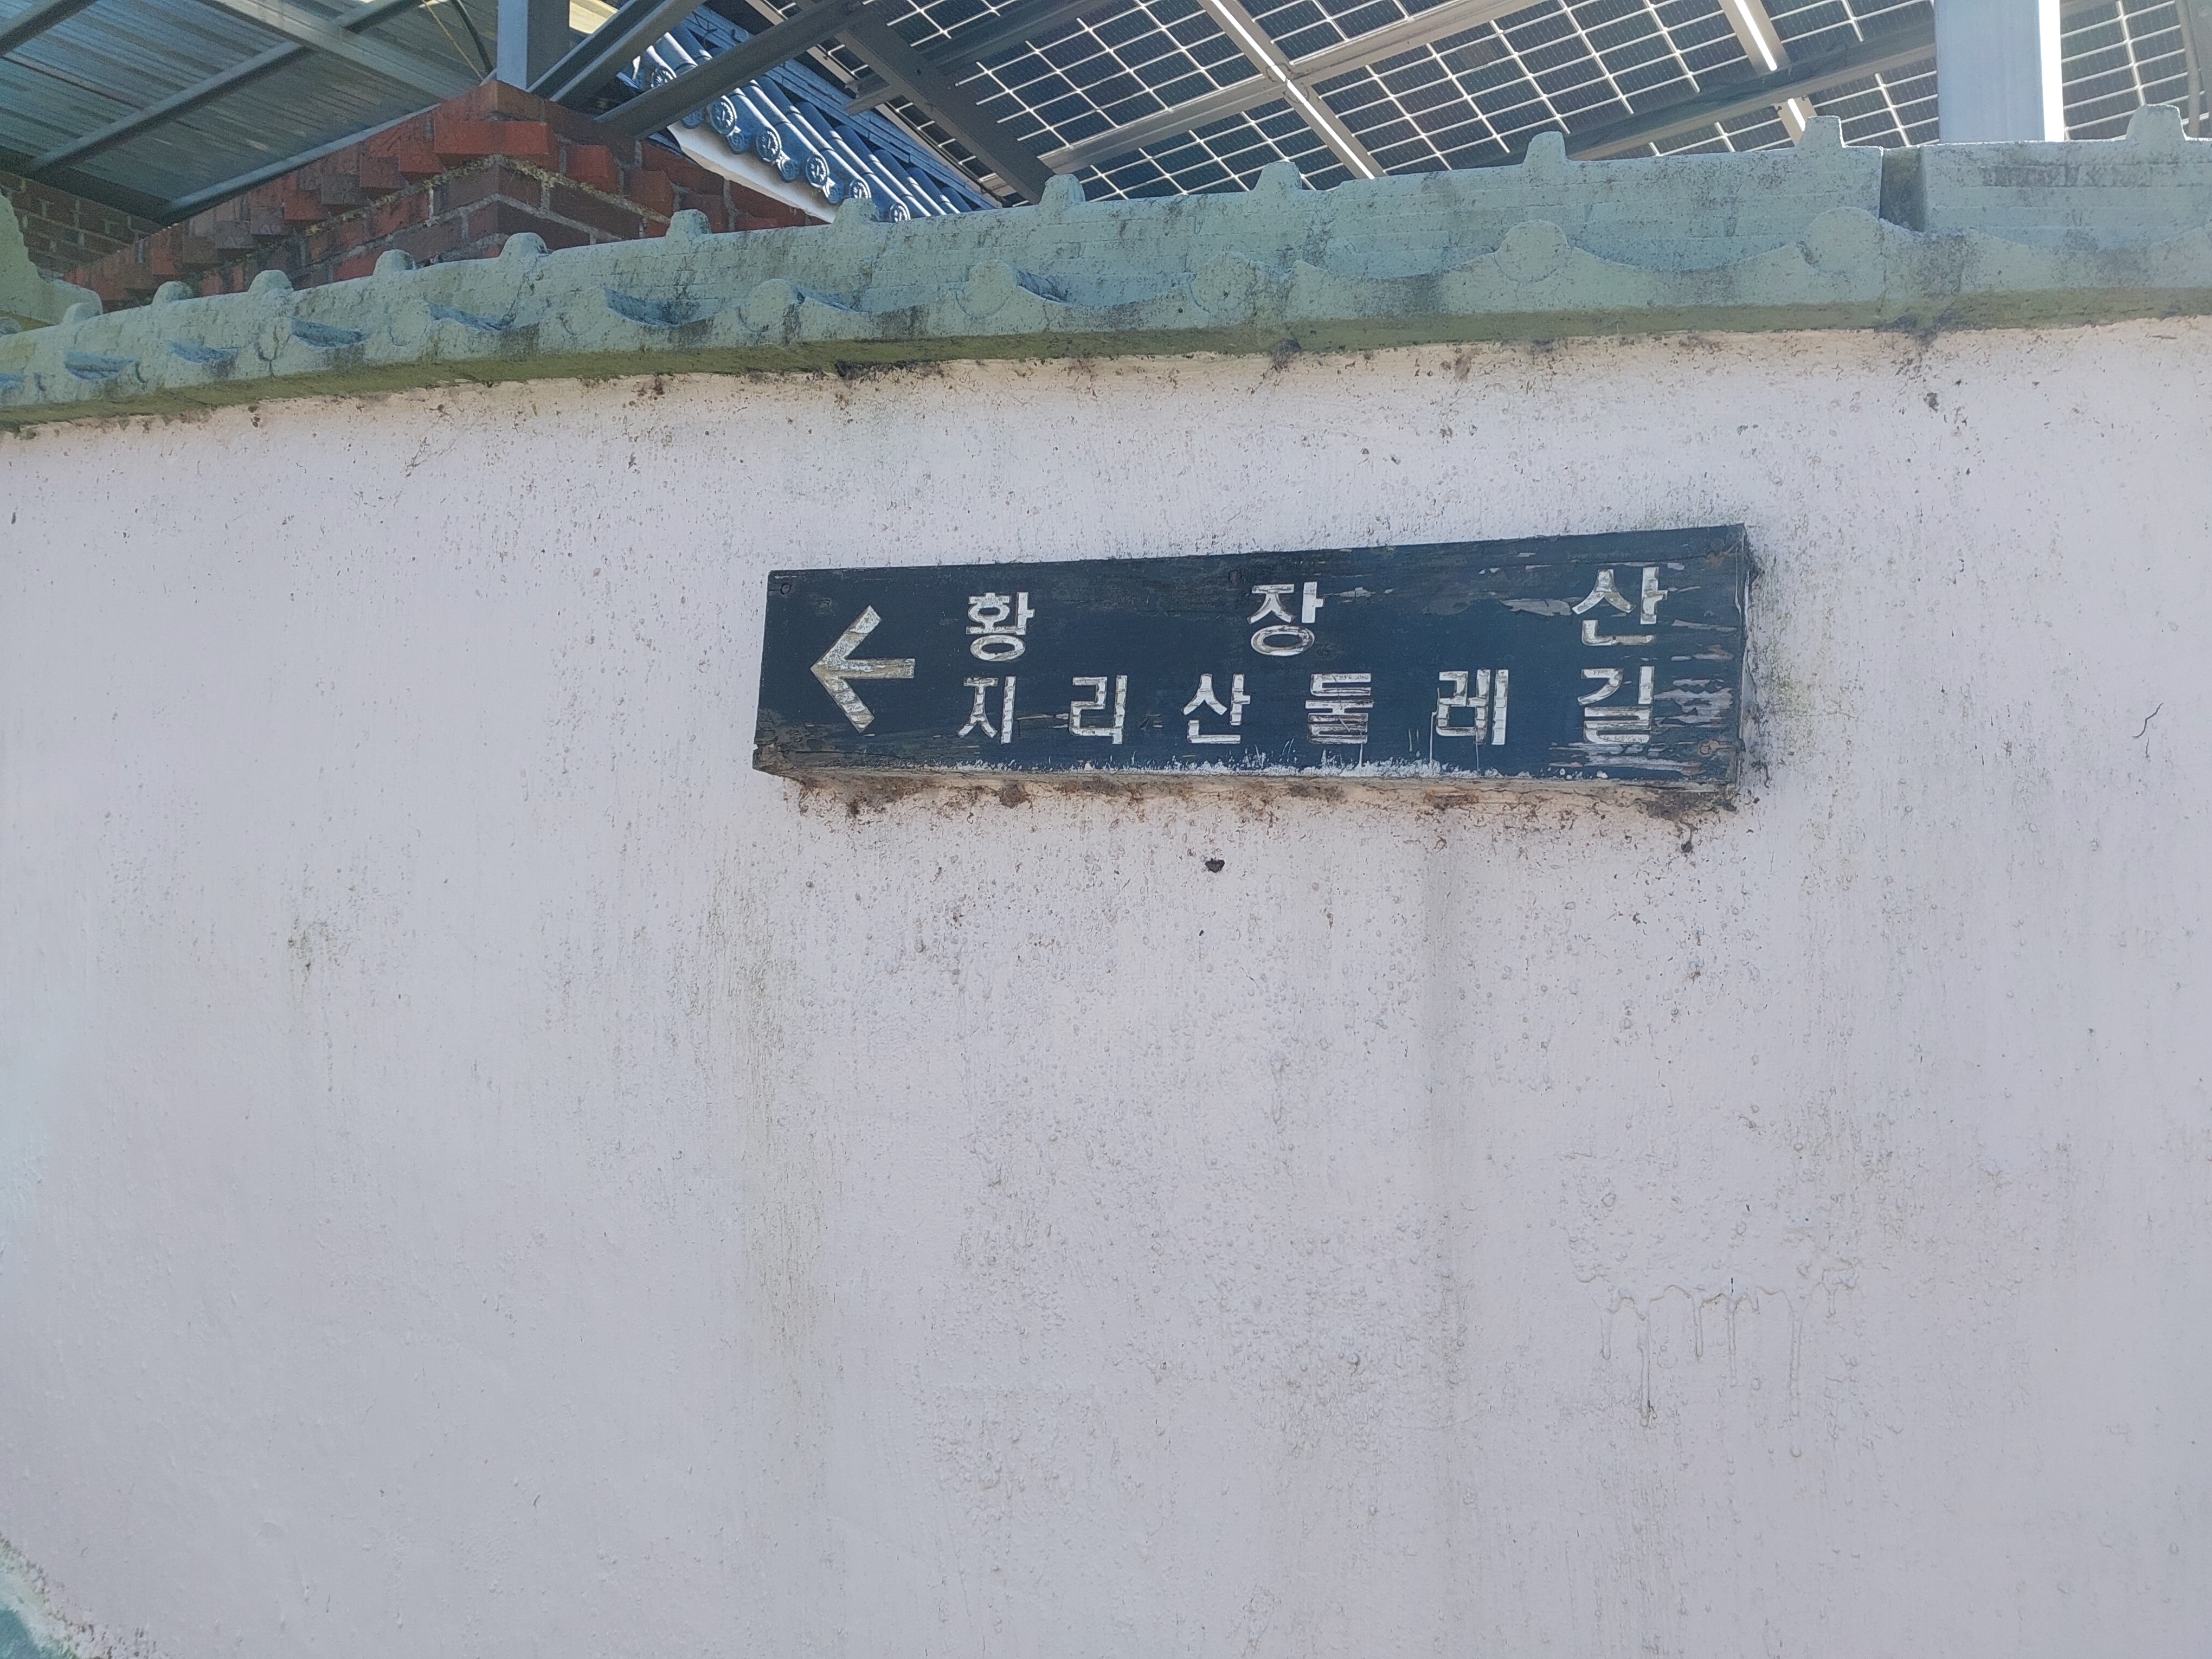 황 장 산
지 리 산 둘 레 길